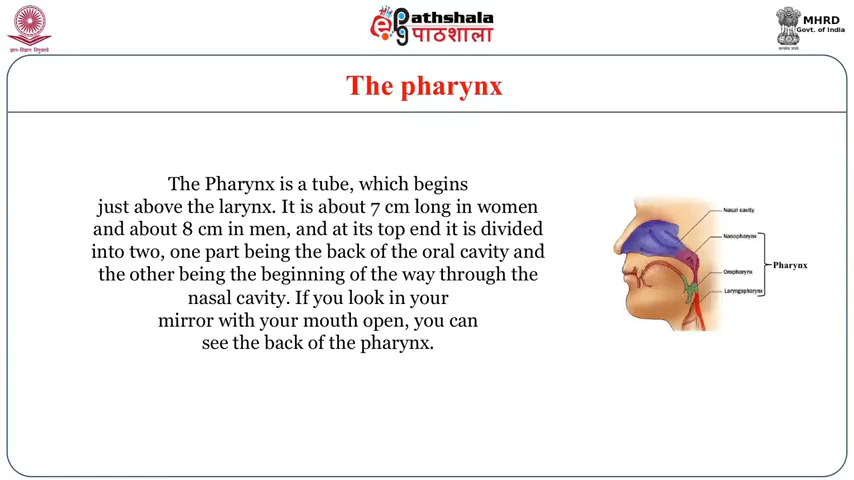 ePathshala
पाठशाला
MHRD
Govt. of India
The pharynx
The Pharynx is a tube, which begins
just above the larynx. It is about 7 cm long in women
and about 8 cm in men, and at its top end it is divided
into two, one part being the back of the oral cavity and
the other being the beginning of the way through the
nasal cavity. If you look in your
mirror with your mouth open, you can
see the back of the pharynx.
Nasal cavity
Nasopharynx
Pharynx
Oropharynx
Laryngopharynx